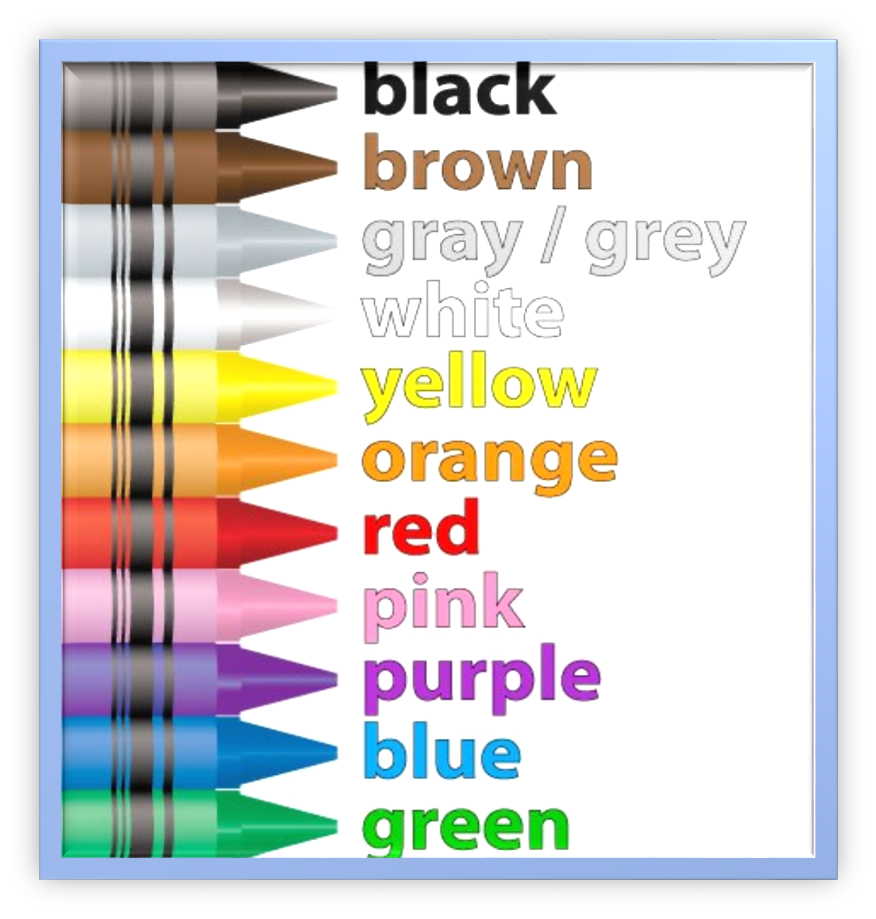 black
brown
gray / grey
white
yellow
orange
red
pink
purple
blue
green